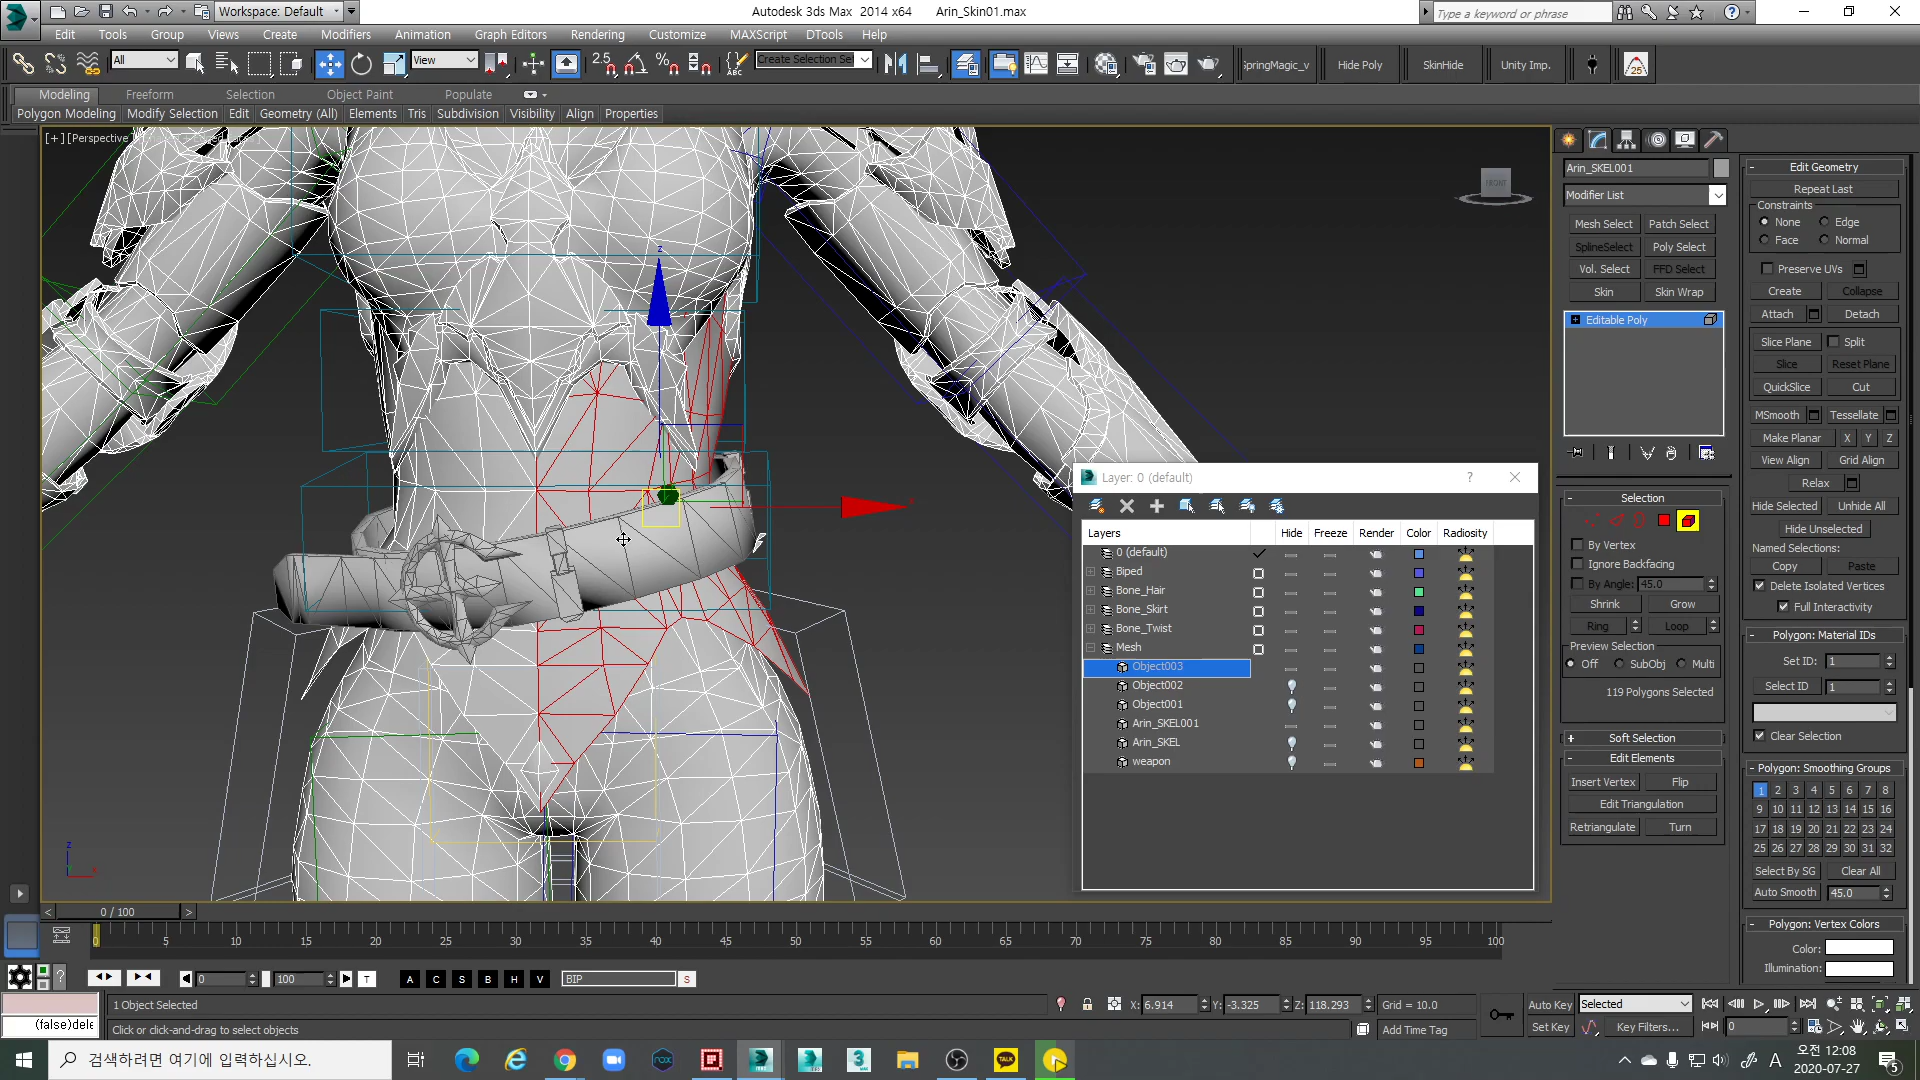 Workspace: Default
Autodesk 3ds Max 2014 x64 Arin_Skin01.max
Type a keyword or phrase
Edit Tools Group Views Create Modifiers Animation Graph Editors Rendering Customize MAXScript DTools Help
All
View
2.5
Create Selection Set
SpringMagic_v
Hide Poly
SkinHide
Unity Imp.
25
Modeling Freeform Selection Object Paint Populate
Polygon Modeling Modify Selection Edit Geometry (All) Elements Tris Subdivision Visibility Align Properties
[+][Perspective
FRONT
z
Layer: 0 (default)
Layers Hide Freeze Render Color Radiosity
0 (default)
Biped
Bone_Hair
Bone_Skirt
Bone_Twist
Mesh
Object003
Object002
Object001
Arin_SKEL001
Arin_SKEL
weapon
Arin_SKEL001
Modifier List
Mesh Select Patch Select
SplineSelect Poly Select
Vol. Select FFD Select
Skin Skin Wrap
Editable Poly
Selection
By Vertex
Ignore Backfacing
By Angle: 45.0
Shrink Grow
Ring Loop
Preview Selection
Off SubObj Multi
119 Polygons Selected
Soft Selection
Edit Elements
Insert Vertex Flip
Edit Triangulation
Retriangulate Turn
Edit Geometry
Repeat Last
Constraints
None Edge
Face Normal
Preserve UVs
Create Collapse
Attach Detach
Slice Plane Split
Slice Reset Plane
QuickSlice Cut
MSmooth Tessellate
Make Planar X Y Z
View Align Grid Align
Relax
Hide Selected Unhide All
Hide Unselected
Named Selections:
Copy Paste
Delete Isolated Vertices
Full Interactivity
Polygon: Material IDs
Set ID: 1
Select ID 1
Clear Selection
Polygon: Smoothing Groups
1 2 3 4 5 6 7 8
9 10 11 12 13 14 15 16
17 18 19 20 21 22 23 24
25 26 27 28 29 30 31 32
Select By SG Clear All
Auto Smooth 45.0
Polygon: Vertex Colors
Color:
Illumination:
z
0 / 100
0 5 10 15 20 25 30 35 40 45 50 55 60 65 70 75 80 85 90 95 100
0 100 T A C S B H V BIP S
1 Object Selected
X: 6.914 Y: -3.325 Z: 118.293 Grid = 10.0
Auto Key Selected
(false)dele
Click or click-and-drag to select objects
Add Time Tag
Set Key Key Filters... 0
검색하려면 여기에 입력하십시오.
TALK
A
오전 12:08
2020-07-27
5